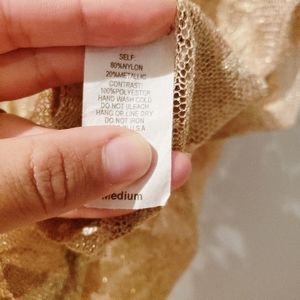 SELF:
80%NYLON
20%METALLIC
CONTRAST:
100%POLYESTER
HAND WASH COLD
DO NOT BLEACH
HANG OR LINE DRY
DO NOT IRON
U.S.A
Medium